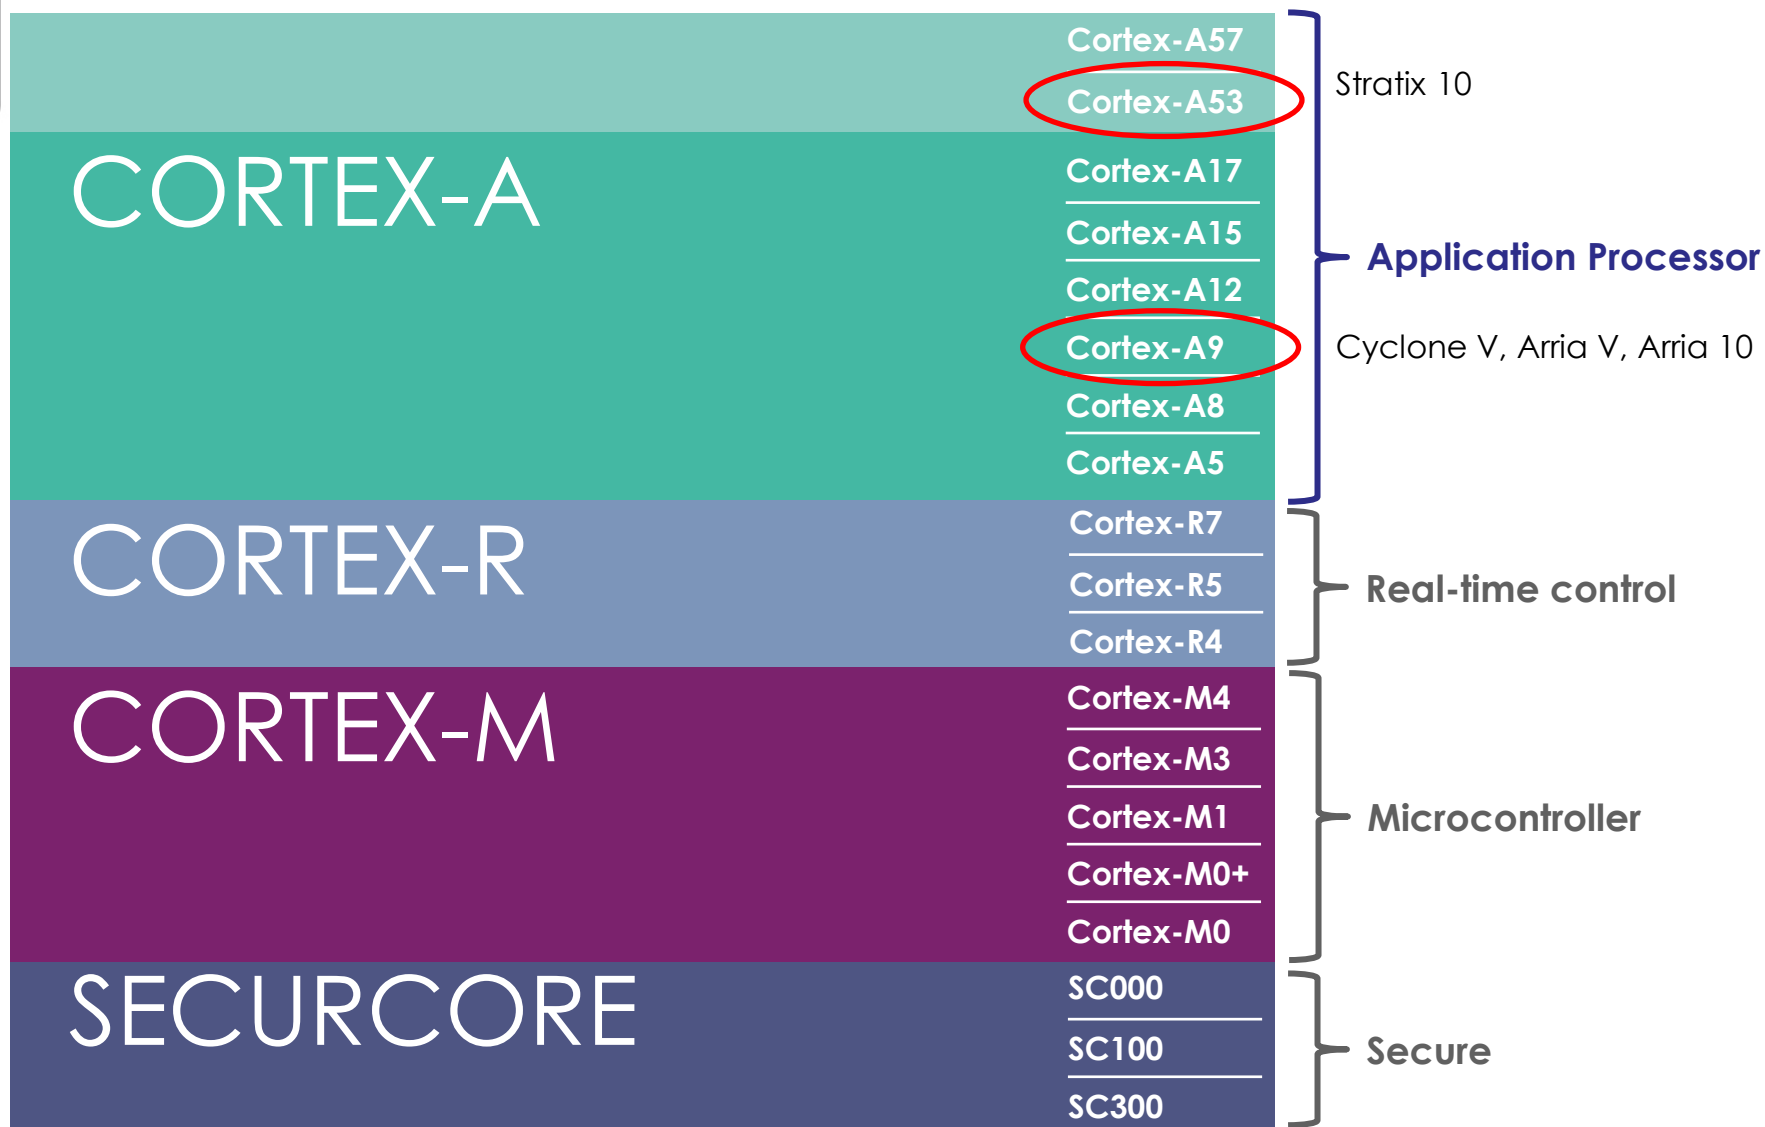 Cortex-A57
Stratix 10
Cortex-A53
CORTEX-A
Cortex-A17
Cortex-A15
Application Processor
Cortex-A12
Cortex-A9
Cyclone V, Arria V, Arria 10
Cortex-A8
Cortex-A5
CORTEX-R
Cortex-R7
Cortex-R5
Real-time control
Cortex-R4
CORTEX-M
Cortex-M4
Cortex-M3
Cortex-M1
Microcontroller
Cortex-M0+
Cortex-M0
SECURCORE
SC000
SC100
Secure
SC300